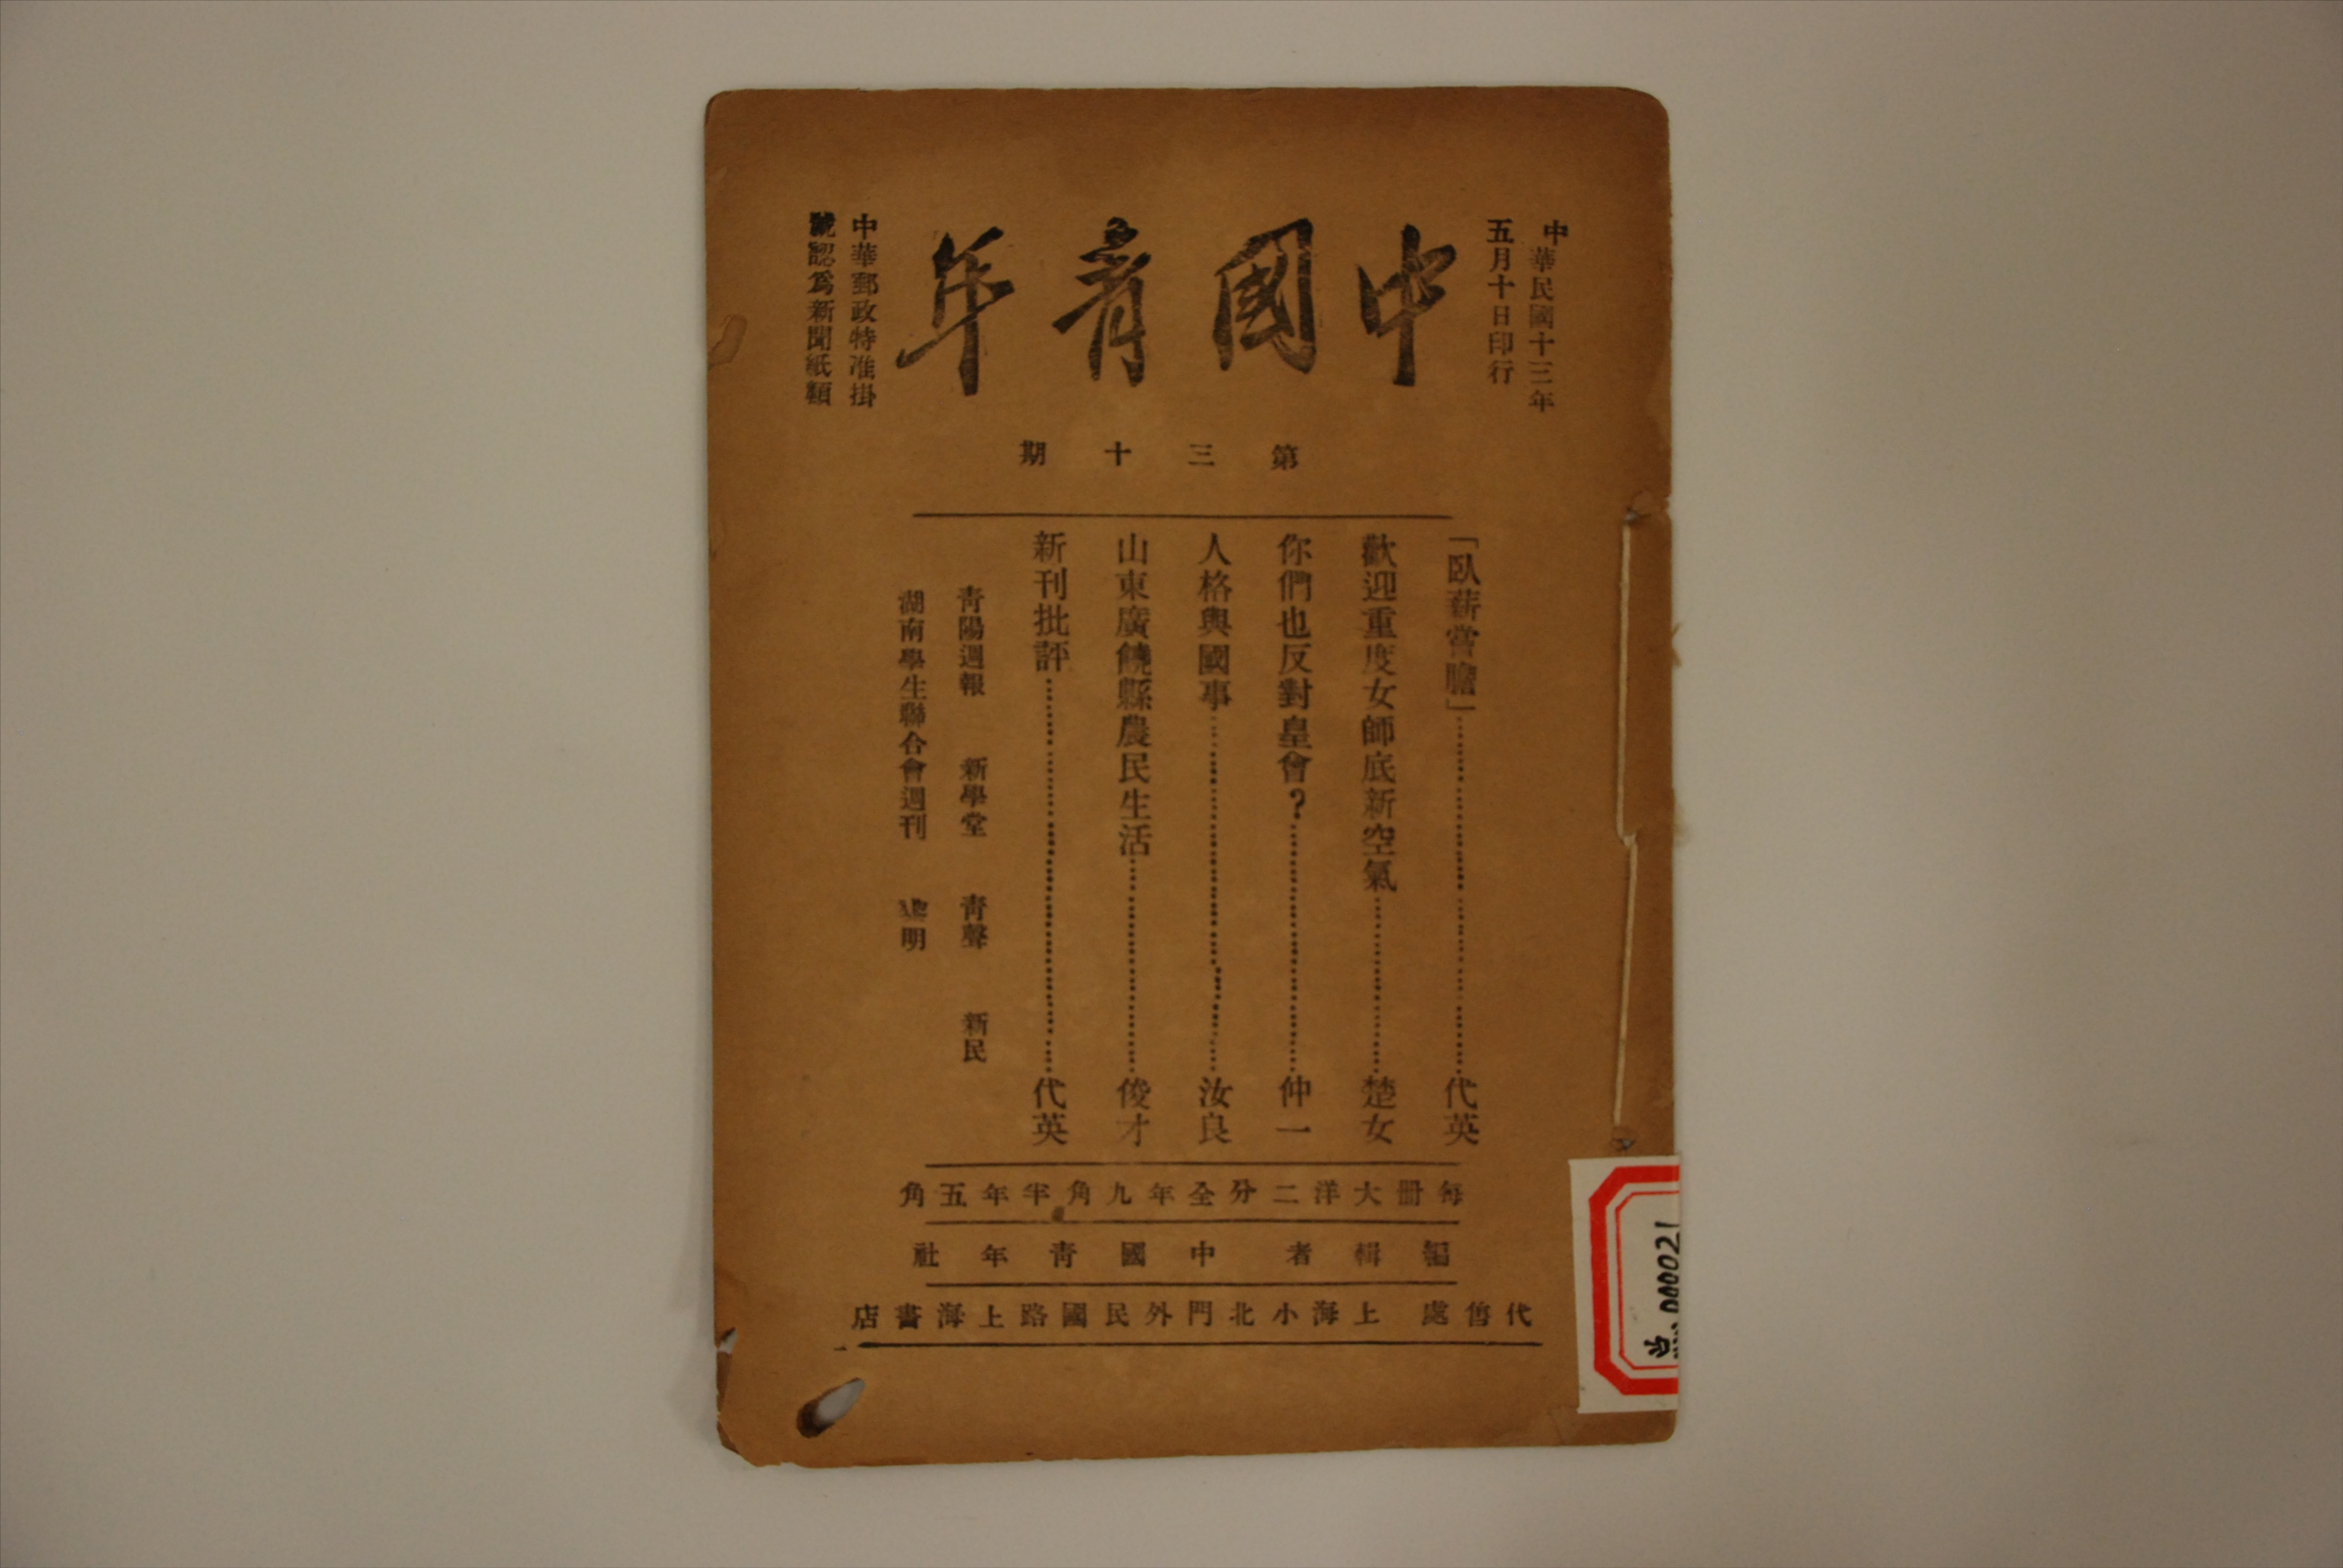 中華民國十三年
五月十日印行
中國青年
中華郵政特准掛
號認爲新聞紙類
第三十期
「臥薪嘗膽」⋯⋯代英
歡迎重度女師底新空氣⋯⋯楚女
你們也反對皇會？⋯⋯仲一
人格與國事⋯⋯汝良
山東廣饒縣農民生活⋯⋯俊才
新刊批評⋯⋯代英
青陽週報 新學堂 青聲 新民
湖南學生聯合會週刊 明
每冊大洋二分全年九角半年五角
編輯者 中國青年社
代售處 上海小北門外民國路上海書店
000021